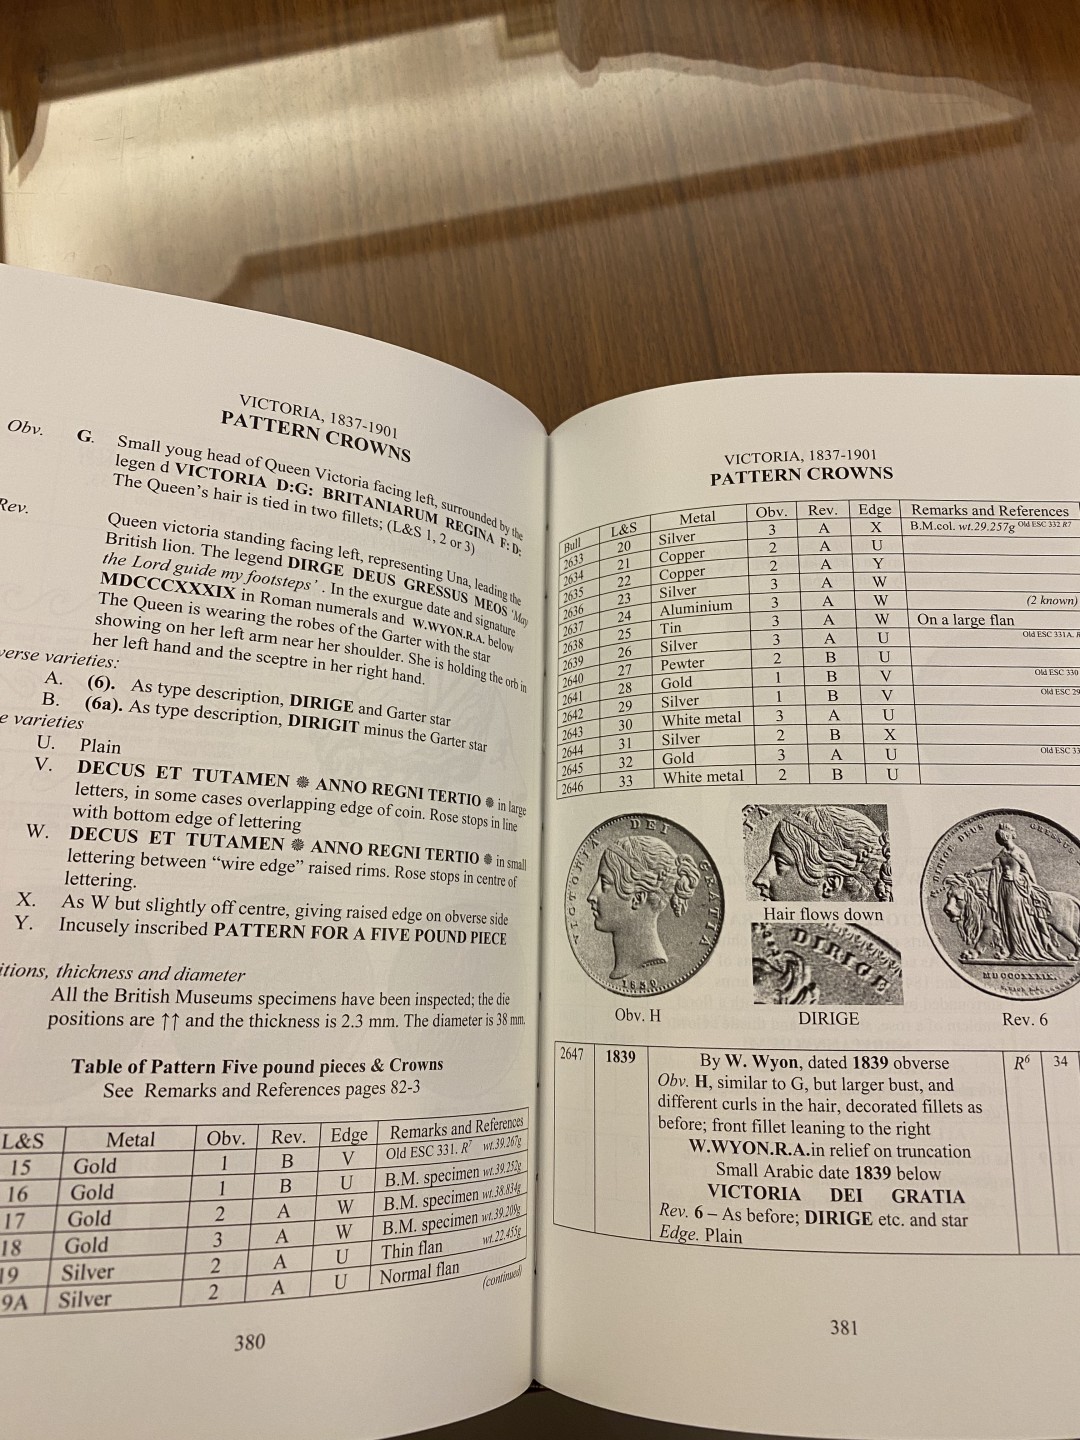 VICTORIA, 1837-1901
PATTERN CROWNS
Obv. G. Small youg head of Queen Victoria facing left, surrounded by the
legen d VICTORIA D:G: BRITANIARUM REGINA F: D:
The Queen's hair is tied in two fillets; (L&S 1, 2 or 3)
Rev. Queen victoria standing facing left, representing Una, leading the
British lion. The legend DIRGE DEUS GRESSUS MEOS 'May
the Lord guide my footsteps' . In the exurgue date and signature
MDCCCXXXIX in Roman numerals and W.WYON.R.A. below
The Queen is wearing the robes of the Garter with the star
showing on her left arm near her shoulder. She is holding the orb in
her left hand and the sceptre in her right hand.
verse varieties:
A. (6). As type description, DIRIGE and Garter star
B. (6a). As type description, DIRIGIT minus the Garter star
e varieties
U. Plain
V. DECUS ET TUTAMEN ❋ ANNO REGNI TERTIO ❋ in large
letters, in some cases overlapping edge of coin. Rose stops in line
with bottom edge of lettering
W. DECUS ET TUTAMEN ❋ ANNO REGNI TERTIO ❋ in small
lettering between "wire edge" raised rims. Rose stops in centre of
lettering.
X. As W but slightly off centre, giving raised edge on obverse side
Y. Incusely inscribed PATTERN FOR A FIVE POUND PIECE
itions, thickness and diameter
All the British Museums specimens have been inspected; the die
positions are ↑↑ and the thickness is 2.3 mm. The diameter is 38 mm.
Table of Pattern Five pound pieces & Crowns
See Remarks and References pages 82-3
L&S Metal Obv. Rev. Edge Remarks and References
15 Gold 1 B V Old ESC 331. R7 wt.39.267g
16 Gold 1 B U B.M. specimen wt.39.252g
17 Gold 2 A W B.M. specimen wt.38.834g
18 Gold 3 A W B.M. specimen wt.39.209g
19 Silver 2 A U Thin flan wt.22.455g
9A Silver 2 A U Normal flan
(continued)
380
VICTORIA, 1837-1901
PATTERN CROWNS
Bull L&S Metal Obv. Rev. Edge Remarks and References
2633 20 Silver 3 A X B.M.col. wt.29.257g Old ESC 332 R7
2634 21 Copper 2 A U
2635 22 Copper 2 A Y
2636 23 Silver 3 A W
2637 24 Aluminium 3 A W (2 known)
2638 25 Tin 3 A W On a large flan
2639 26 Silver 3 A U Old ESC 331A. R
2640 27 Pewter 2 B U
2641 28 Gold 1 B V Old ESC 330
2642 29 Silver 1 B V Old ESC 29
2643 30 White metal 3 A U
2644 31 Silver 2 B X
2645 32 Gold 3 A U Old ESC 33
2646 33 White metal 2 B U
VICTORIA DEI GRATIA
1839
Hair flows down
DIRIGE
DIRIGE DEUS GRESSUS
MDCCCXXXIX.
Obv. H
DIRIGE
Rev. 6
2647 1839 By W. Wyon, dated 1839 obverse R6 34
Obv. H, similar to G, but larger bust, and
different curls in the hair, decorated fillets as
before; front fillet leaning to the right
W.WYON.R.A.in relief on truncation
Small Arabic date 1839 below
VICTORIA DEI GRATIA
Rev. 6 – As before; DIRIGE etc. and star
Edge. Plain
381